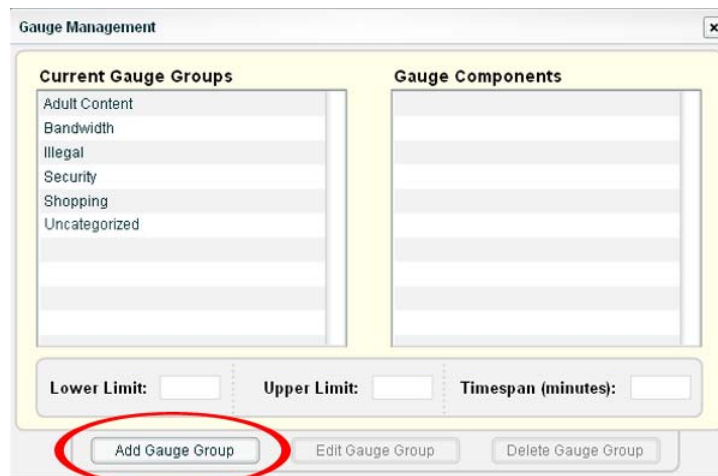 Gauge Management
Current Gauge Groups
Adult Content
Bandwidth
Illegal
Security
Shopping
Uncategorized
Gauge Components
Lower Limit: Upper Limit: Timespan (minutes):
Add Gauge Group Edit Gauge Group Delete Gauge Group